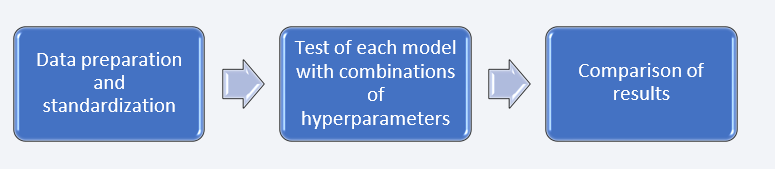 Data preparation
and
standardization
Test of each model
with combinations
of
hyperparameters
Comparison of
results